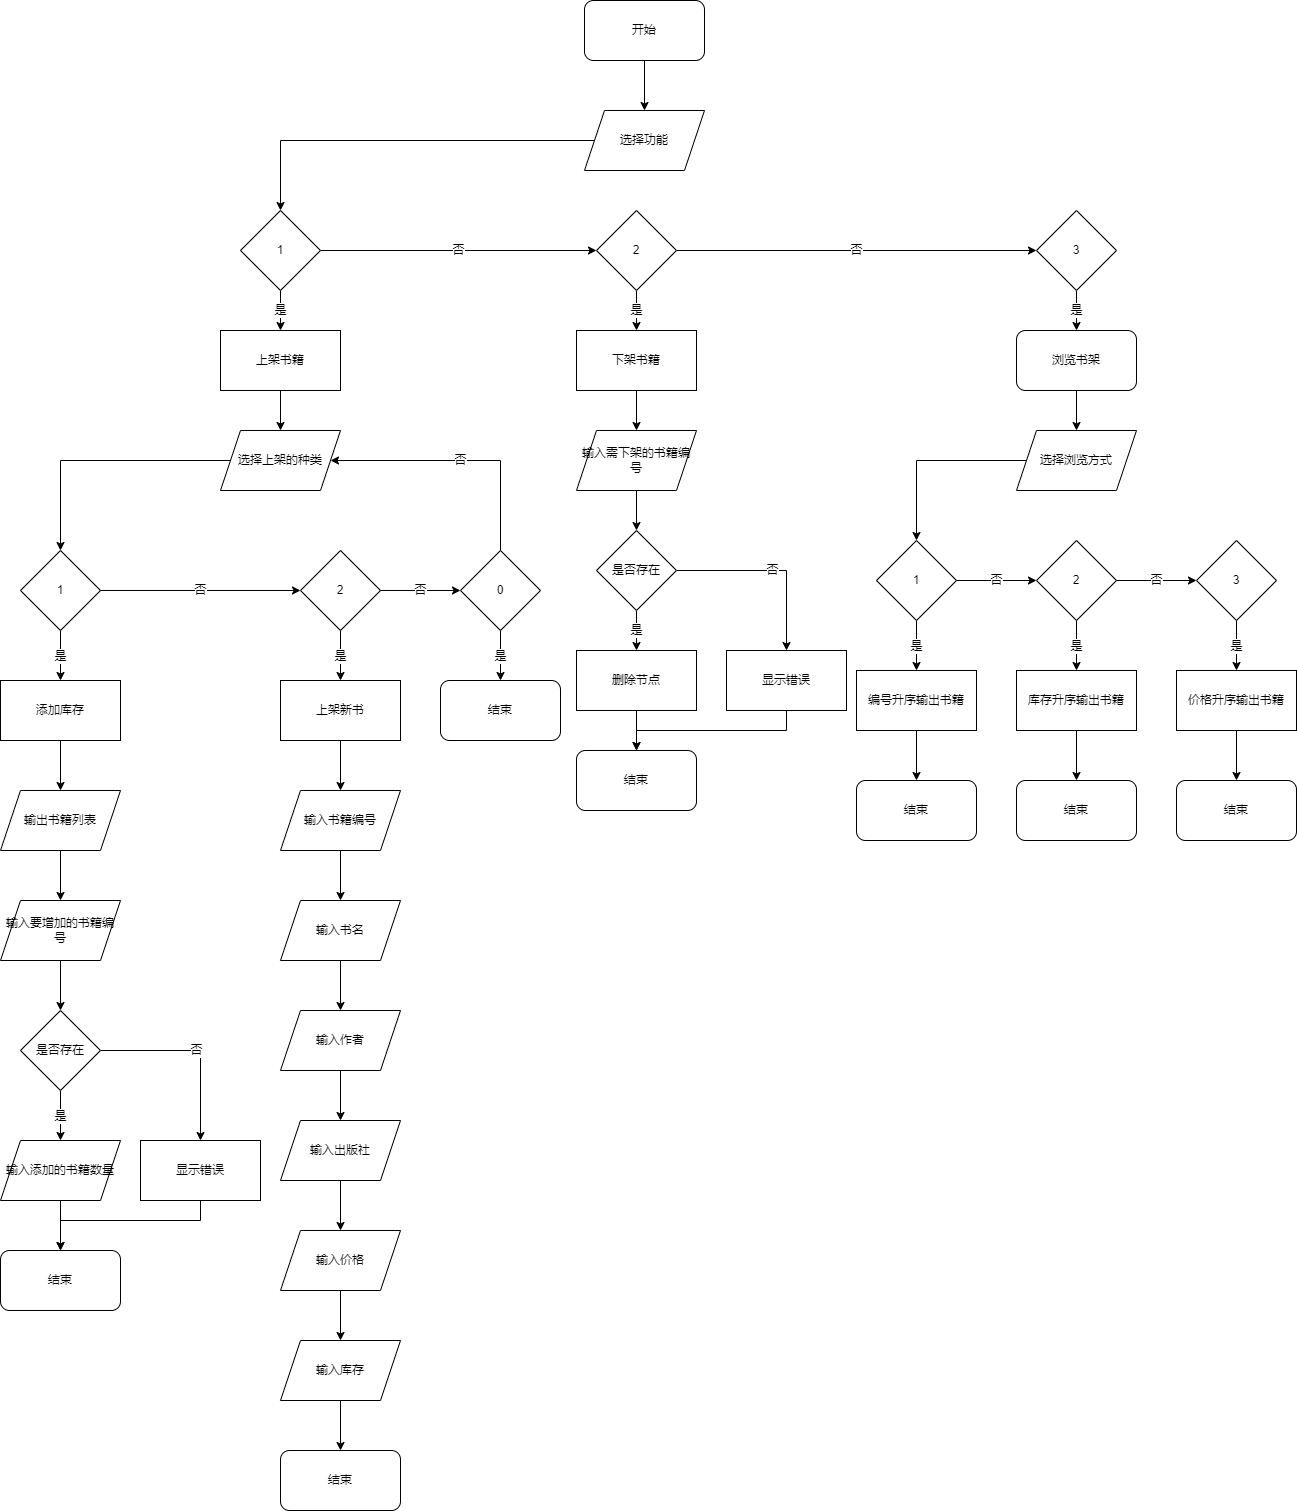 开始
选择功能
1
否
2
否
3
是
是
是
上架书籍
下架书籍
浏览书架
选择上架的种类
否
输入需下架的书籍编
号
选择浏览方式
1
否
2
否
0
是否存在
否
1
否
2
否
3
是
是
是
是
是
是
是
添加库存
上架新书
结束
删除节点
显示错误
编号升序输出书籍
库存升序输出书籍
价格升序输出书籍
结束
结束
结束
结束
输出书籍列表
输入书籍编号
输入要增加的书籍编
号
输入书名
是否存在
否
输入作者
是
输入添加的书籍数量
显示错误
输入出版社
结束
输入价格
输入库存
结束